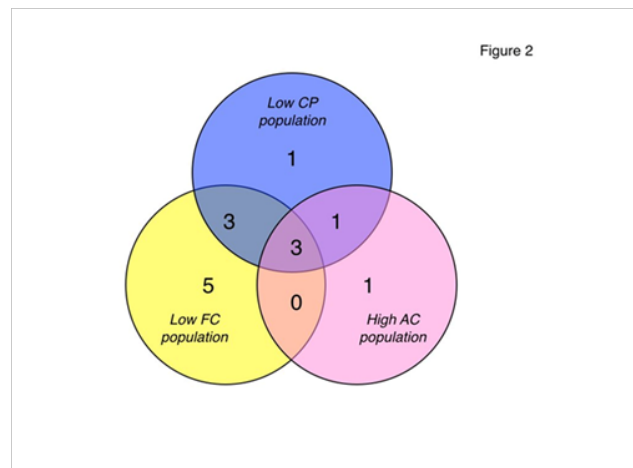 Figure 2
Low CP
population
1
3
1
3
5
0
1
Low FC
population
High AC
population